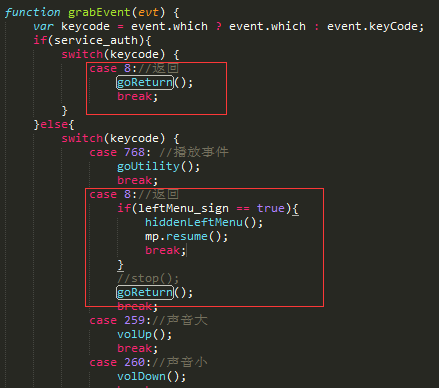 function grabEvent(evt) {
    var keycode = event.which ? event.which : event.keyCode;
    if(service_auth){
        switch(keycode) {
            case 8://返回
                goReturn();
                break;
        }
    }else{
        switch(keycode) {
            case 768: //播放事件
                goUtility();
                break;
            case 8://返回
                if(leftMenu_sign == true){
                    hiddenLeftMenu();
                    mp.resume();
                    break;
                }
                //stop();
                goReturn();
                break;
            case 259://声音大
                volUp();
                break;
            case 260://声音小
                volDown();